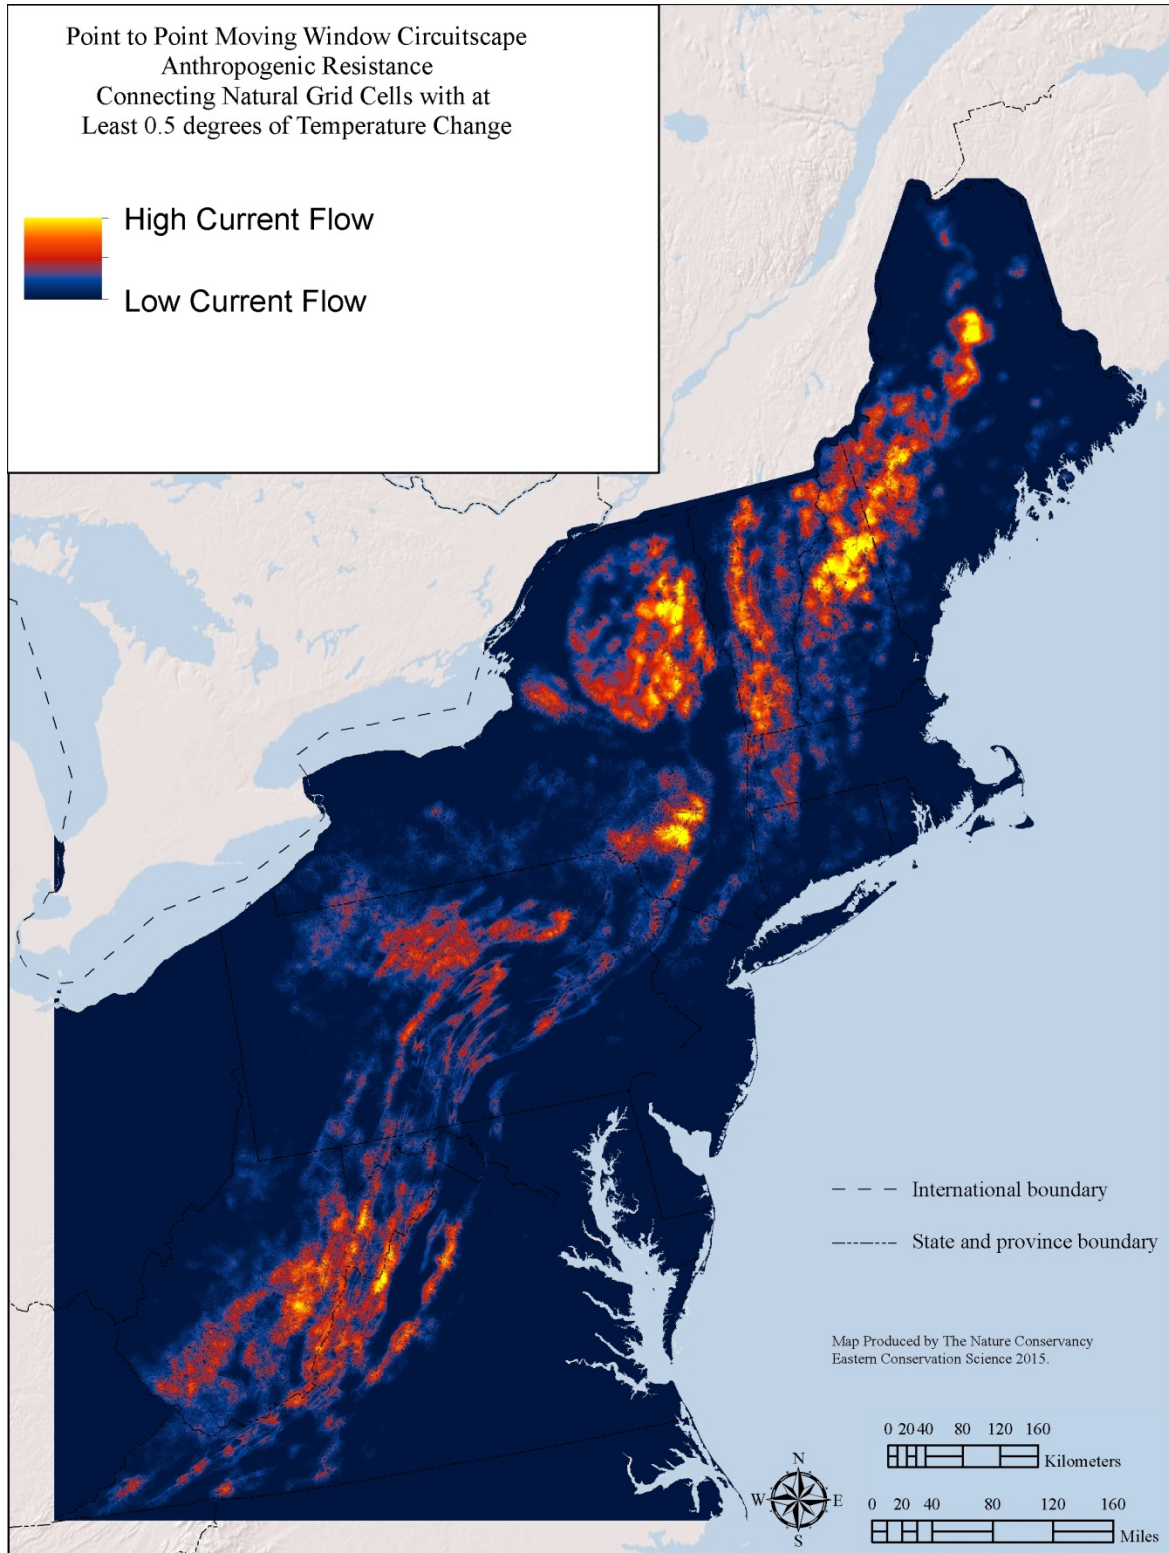 Point to Point Moving Window Circuitscape
Anthropogenic Resistance
Connecting Natural Grid Cells with at
Least 0.5 degrees of Temperature Change
High Current Flow
Low Current Flow
International boundary
State and province boundary
Map Produced by The Nature Conservancy
Eastern Conservation Science 2015.
0 20 40 80 120 160
Kilometers
N
W E
S
0 20 40 80 120 160
Miles